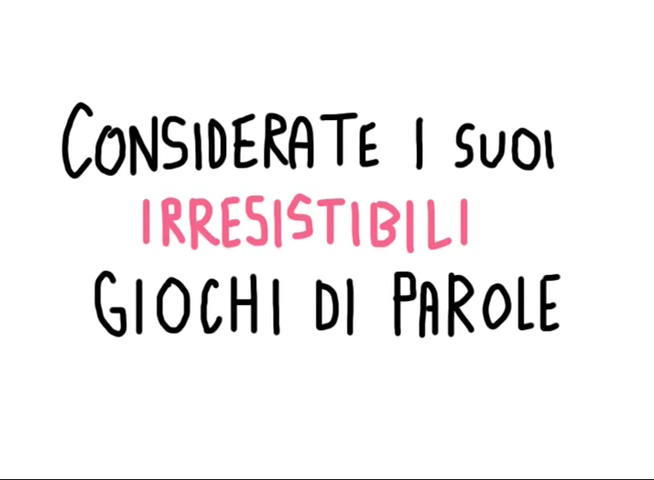 CONSIDERATE I SUOI
IRRESISTIBILI
GIOCHI DI PAROLE